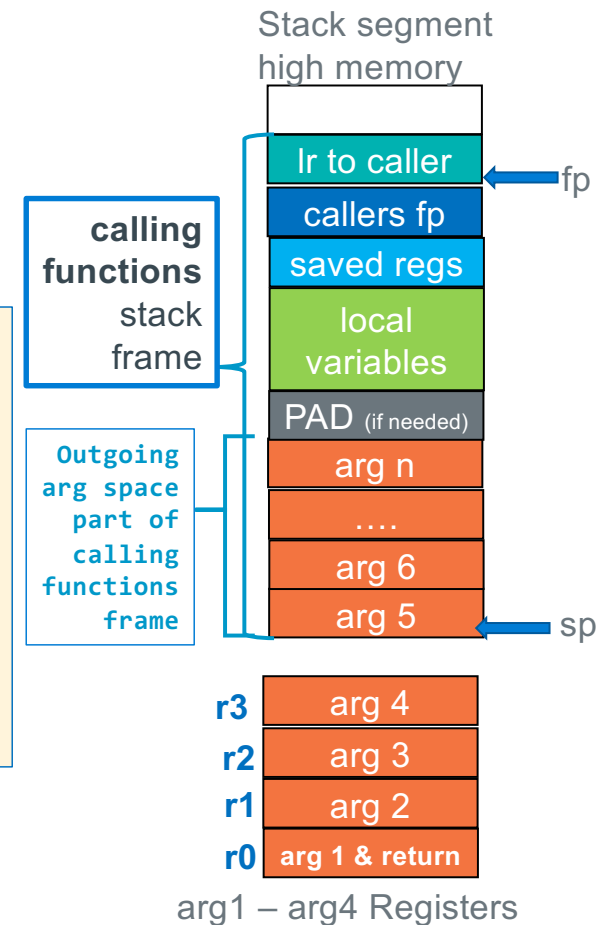 Stack segment
high memory
lr to caller
fp
callers fp
calling
functions
stack
frame
saved regs
local
variables
PAD (if needed)
Outgoing
arg space
part of
calling
functions
frame
arg n
....
arg 6
arg 5
sp
r3 arg 4
r2 arg 3
r1 arg 2
r0 arg 1 & return
arg1 – arg4 Registers